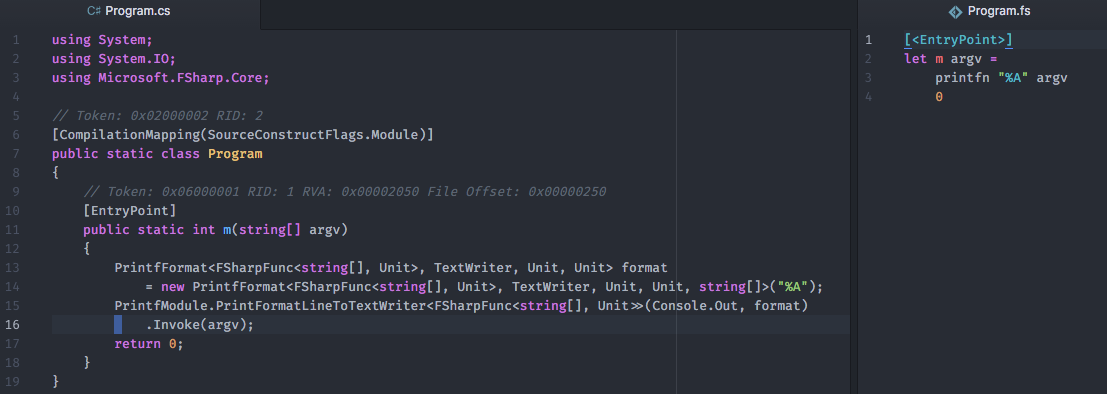 C# Program.cs
1 using System;
2 using System.IO;
3 using Microsoft.FSharp.Core;
4
5 // Token: 0x02000002 RID: 2
6 [CompilationMapping(SourceConstructFlags.Module)]
7 public static class Program
8 {
9 // Token: 0x06000001 RID: 1 RVA: 0x00002050 File Offset: 0x00000250
10 [EntryPoint]
11 public static int m(string[] argv)
12 {
13 PrintfFormat<FSharpFunc<string[], Unit>, TextWriter, Unit, Unit> format
14 = new PrintfFormat<FSharpFunc<string[], Unit>, TextWriter, Unit, Unit, string[]>("%A");
15 PrintfModule.PrintFormatLineToTextWriter<FSharpFunc<string[], Unit>>(Console.Out, format)
16 .Invoke(argv);
17 return 0;
18 }
19 }
Program.fs
1 [<EntryPoint>]
2 let m argv =
3 printfn "%A" argv
4 0